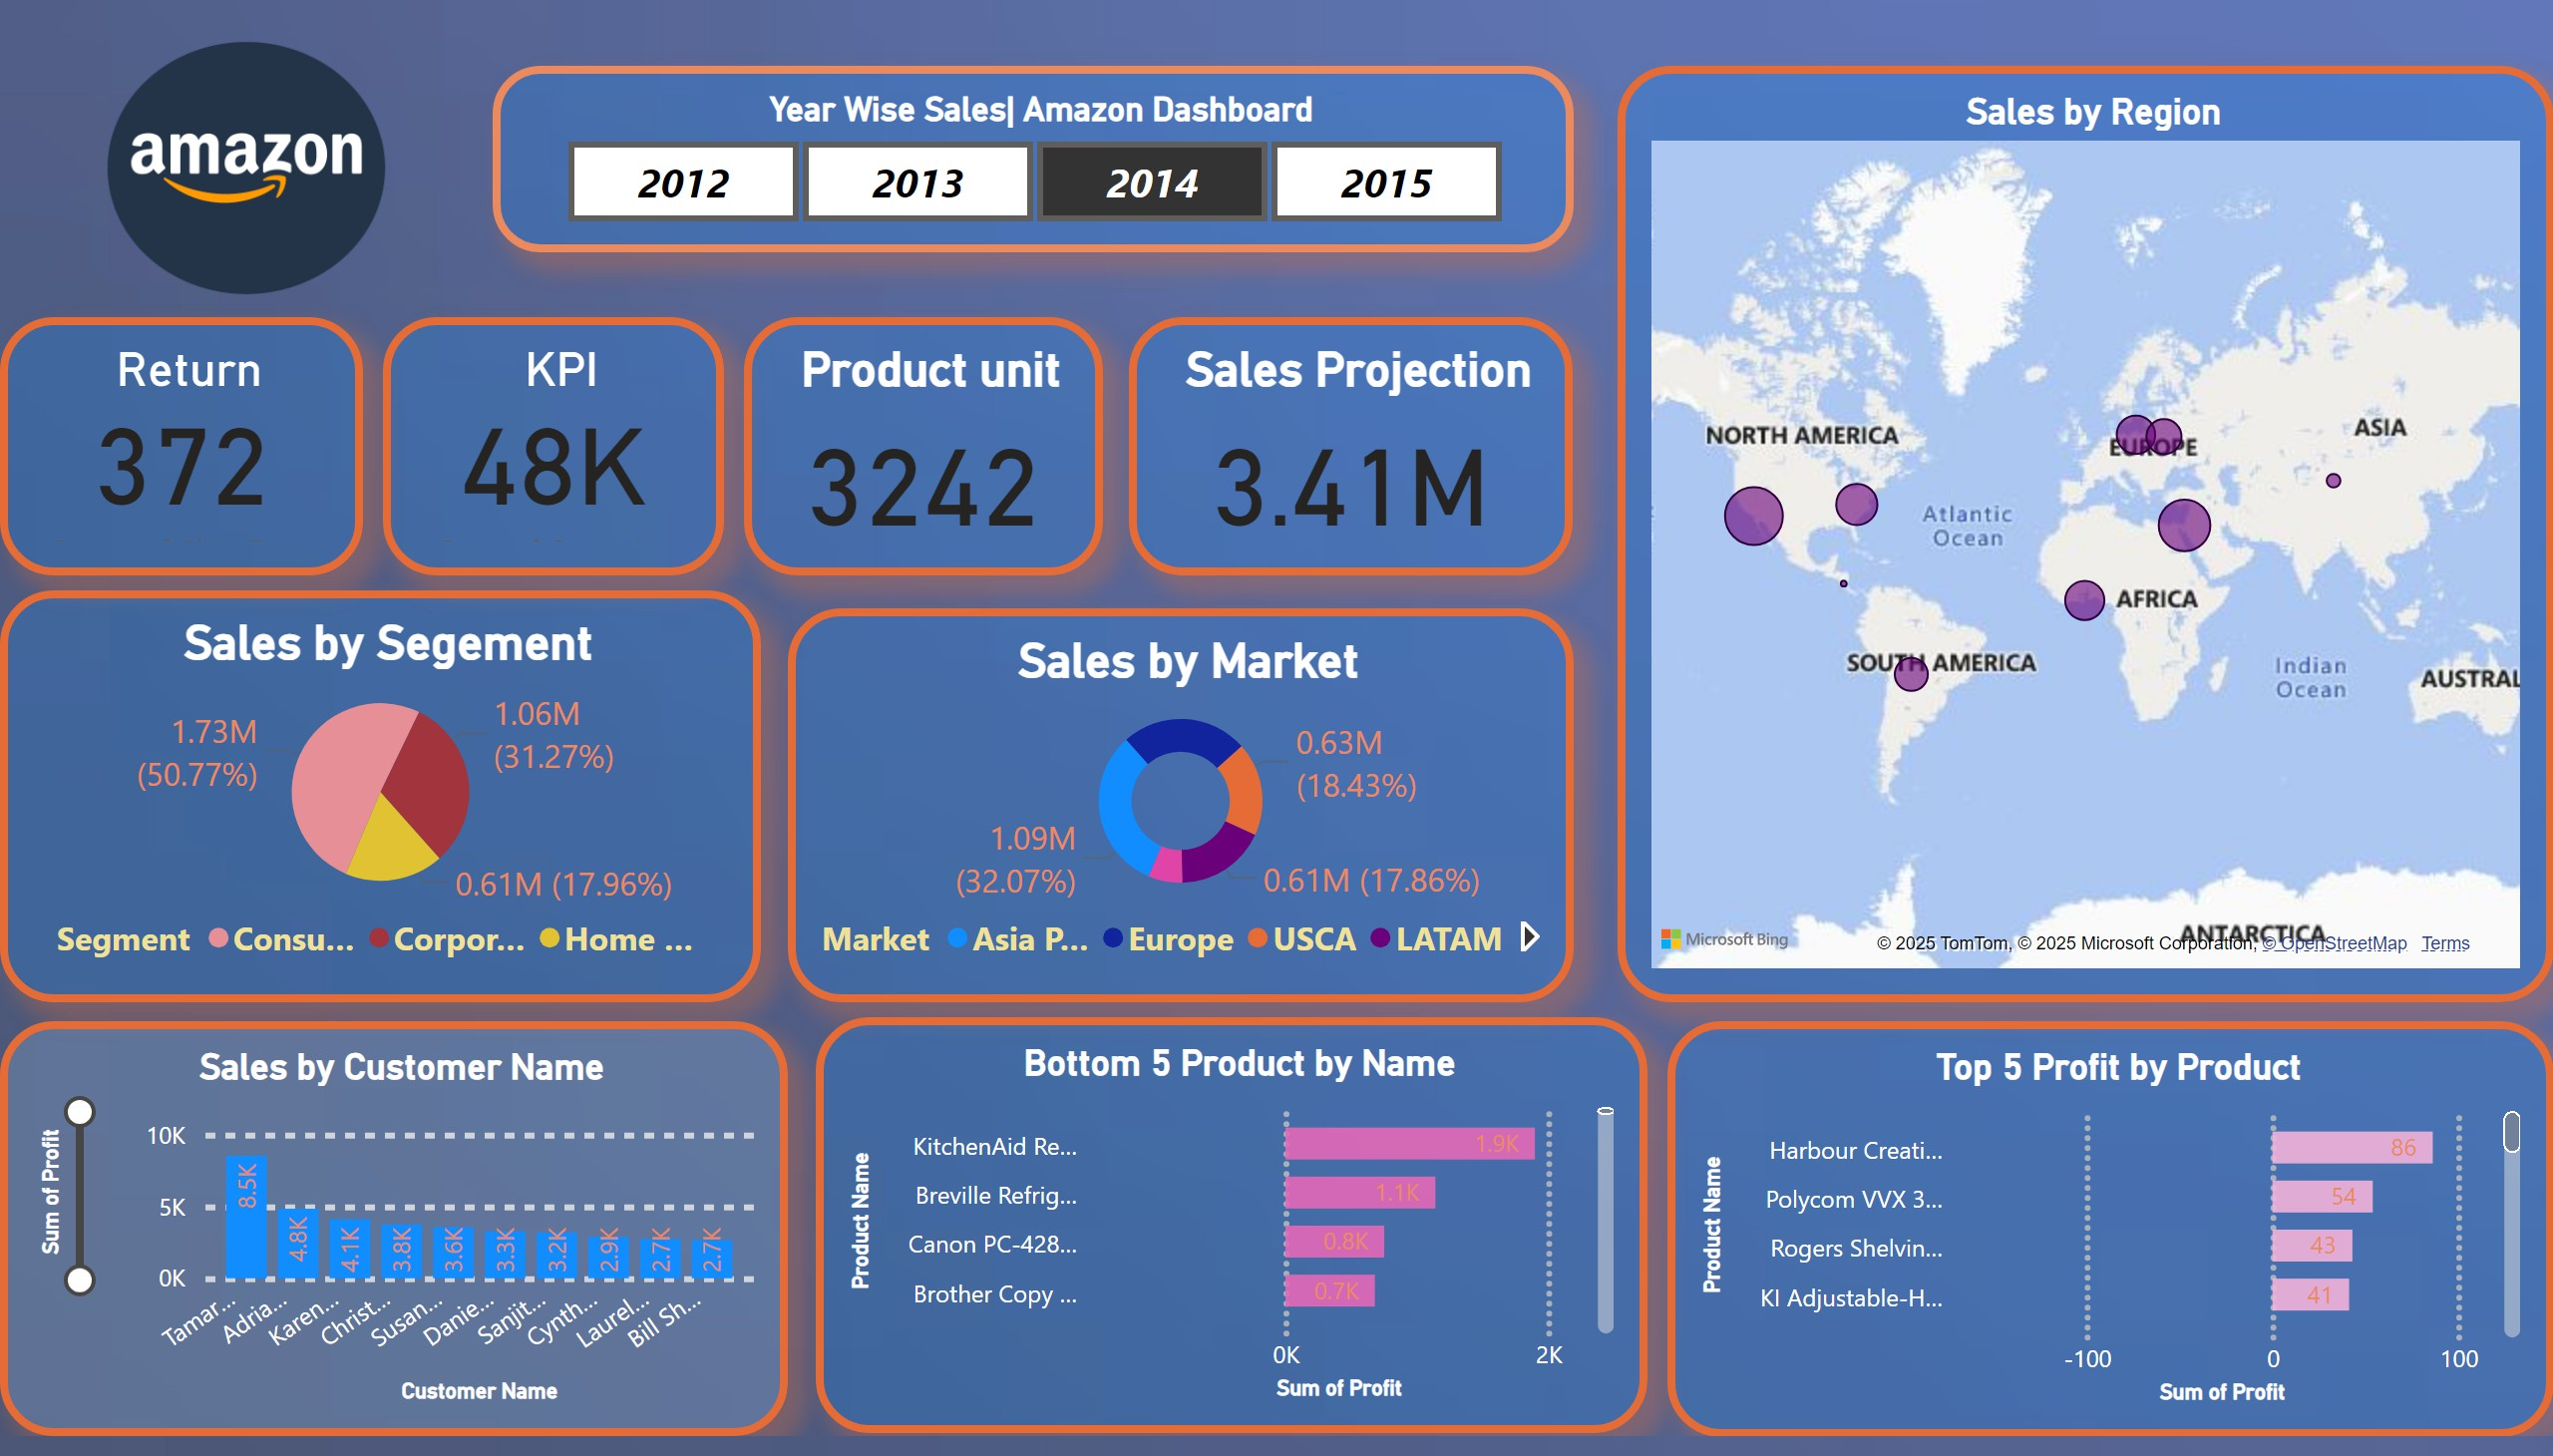 amazon
Year Wise Sales| Amazon Dashboard
2012
2013
2014
2015
Return
372
KPI
48K
Product unit
3242
Sales Projection
3.41M
Sales by Region
NORTH AMERICA
EUROPE
ASIA
Atlantic
Ocean
AFRICA
SOUTH AMERICA
Indian
Ocean
AUSTRAL
ANTARCTICA
Microsoft Bing
© 2025 TomTom, © 2025 Microsoft Corporation, © OpenStreetMap Terms
Sales by Segement
1.73M
(50.77%)
1.06M
(31.27%)
0.61M (17.96%)
Segment Consu... Corpor... Home ...
Sales by Market
0.63M
(18.43%)
1.09M
(32.07%)
0.61M (17.86%)
Market Asia P... Europe USCA LATAM
Sales by Customer Name
Sum of Profit
10K
5K
0K
8.5K
4.8K
4.1K
3.8K
3.6K
3.3K
3.2K
2.9K
2.7K
2.7K
Tamar...
Adria...
Karen...
Christ...
Susan...
Danie...
Sanjit...
Cynth...
Laurel...
Bill Sh...
Customer Name
Bottom 5 Product by Name
Product Name
KitchenAid Re...
1.9K
Breville Refrig...
1.1K
Canon PC-428...
0.8K
Brother Copy ...
0.7K
0K
2K
Sum of Profit
Top 5 Profit by Product
Product Name
Harbour Creati...
86
Polycom VVX 3...
54
Rogers Shelvin...
43
KI Adjustable-H...
41
-100
0
100
Sum of Profit